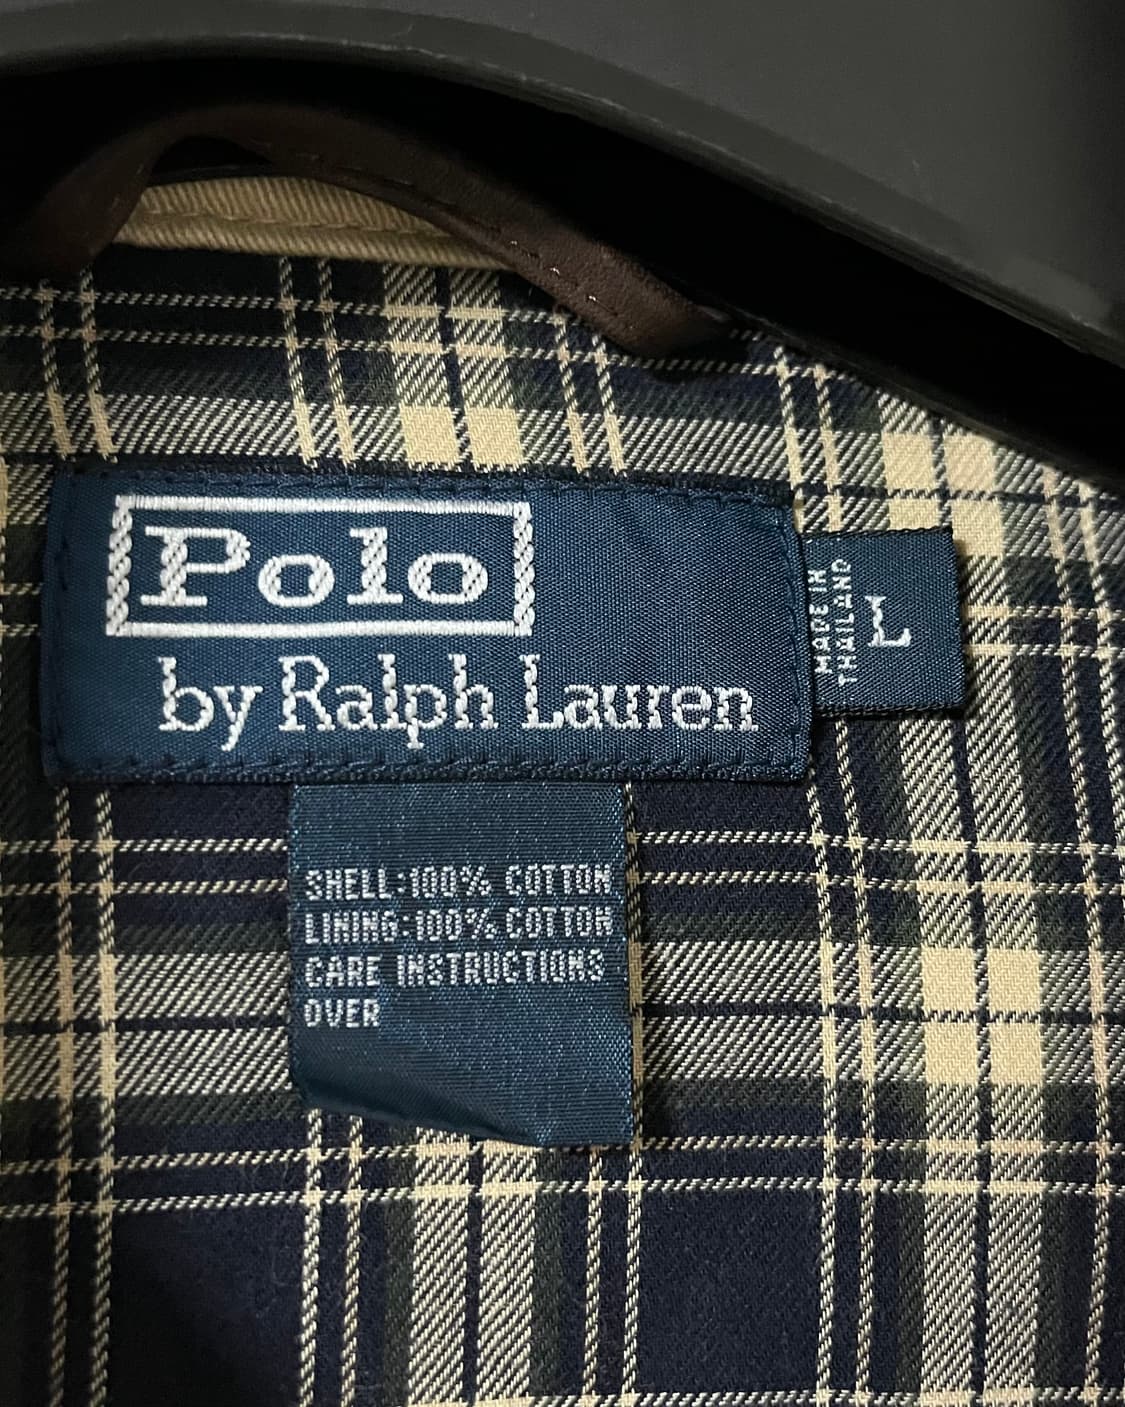 Polo
by Ralph Lauren
MADE IN
THAILAND
L
SHELL:100% COTTON
LINING:100% COTTON
CARE INSTRUCTIONS
OVER